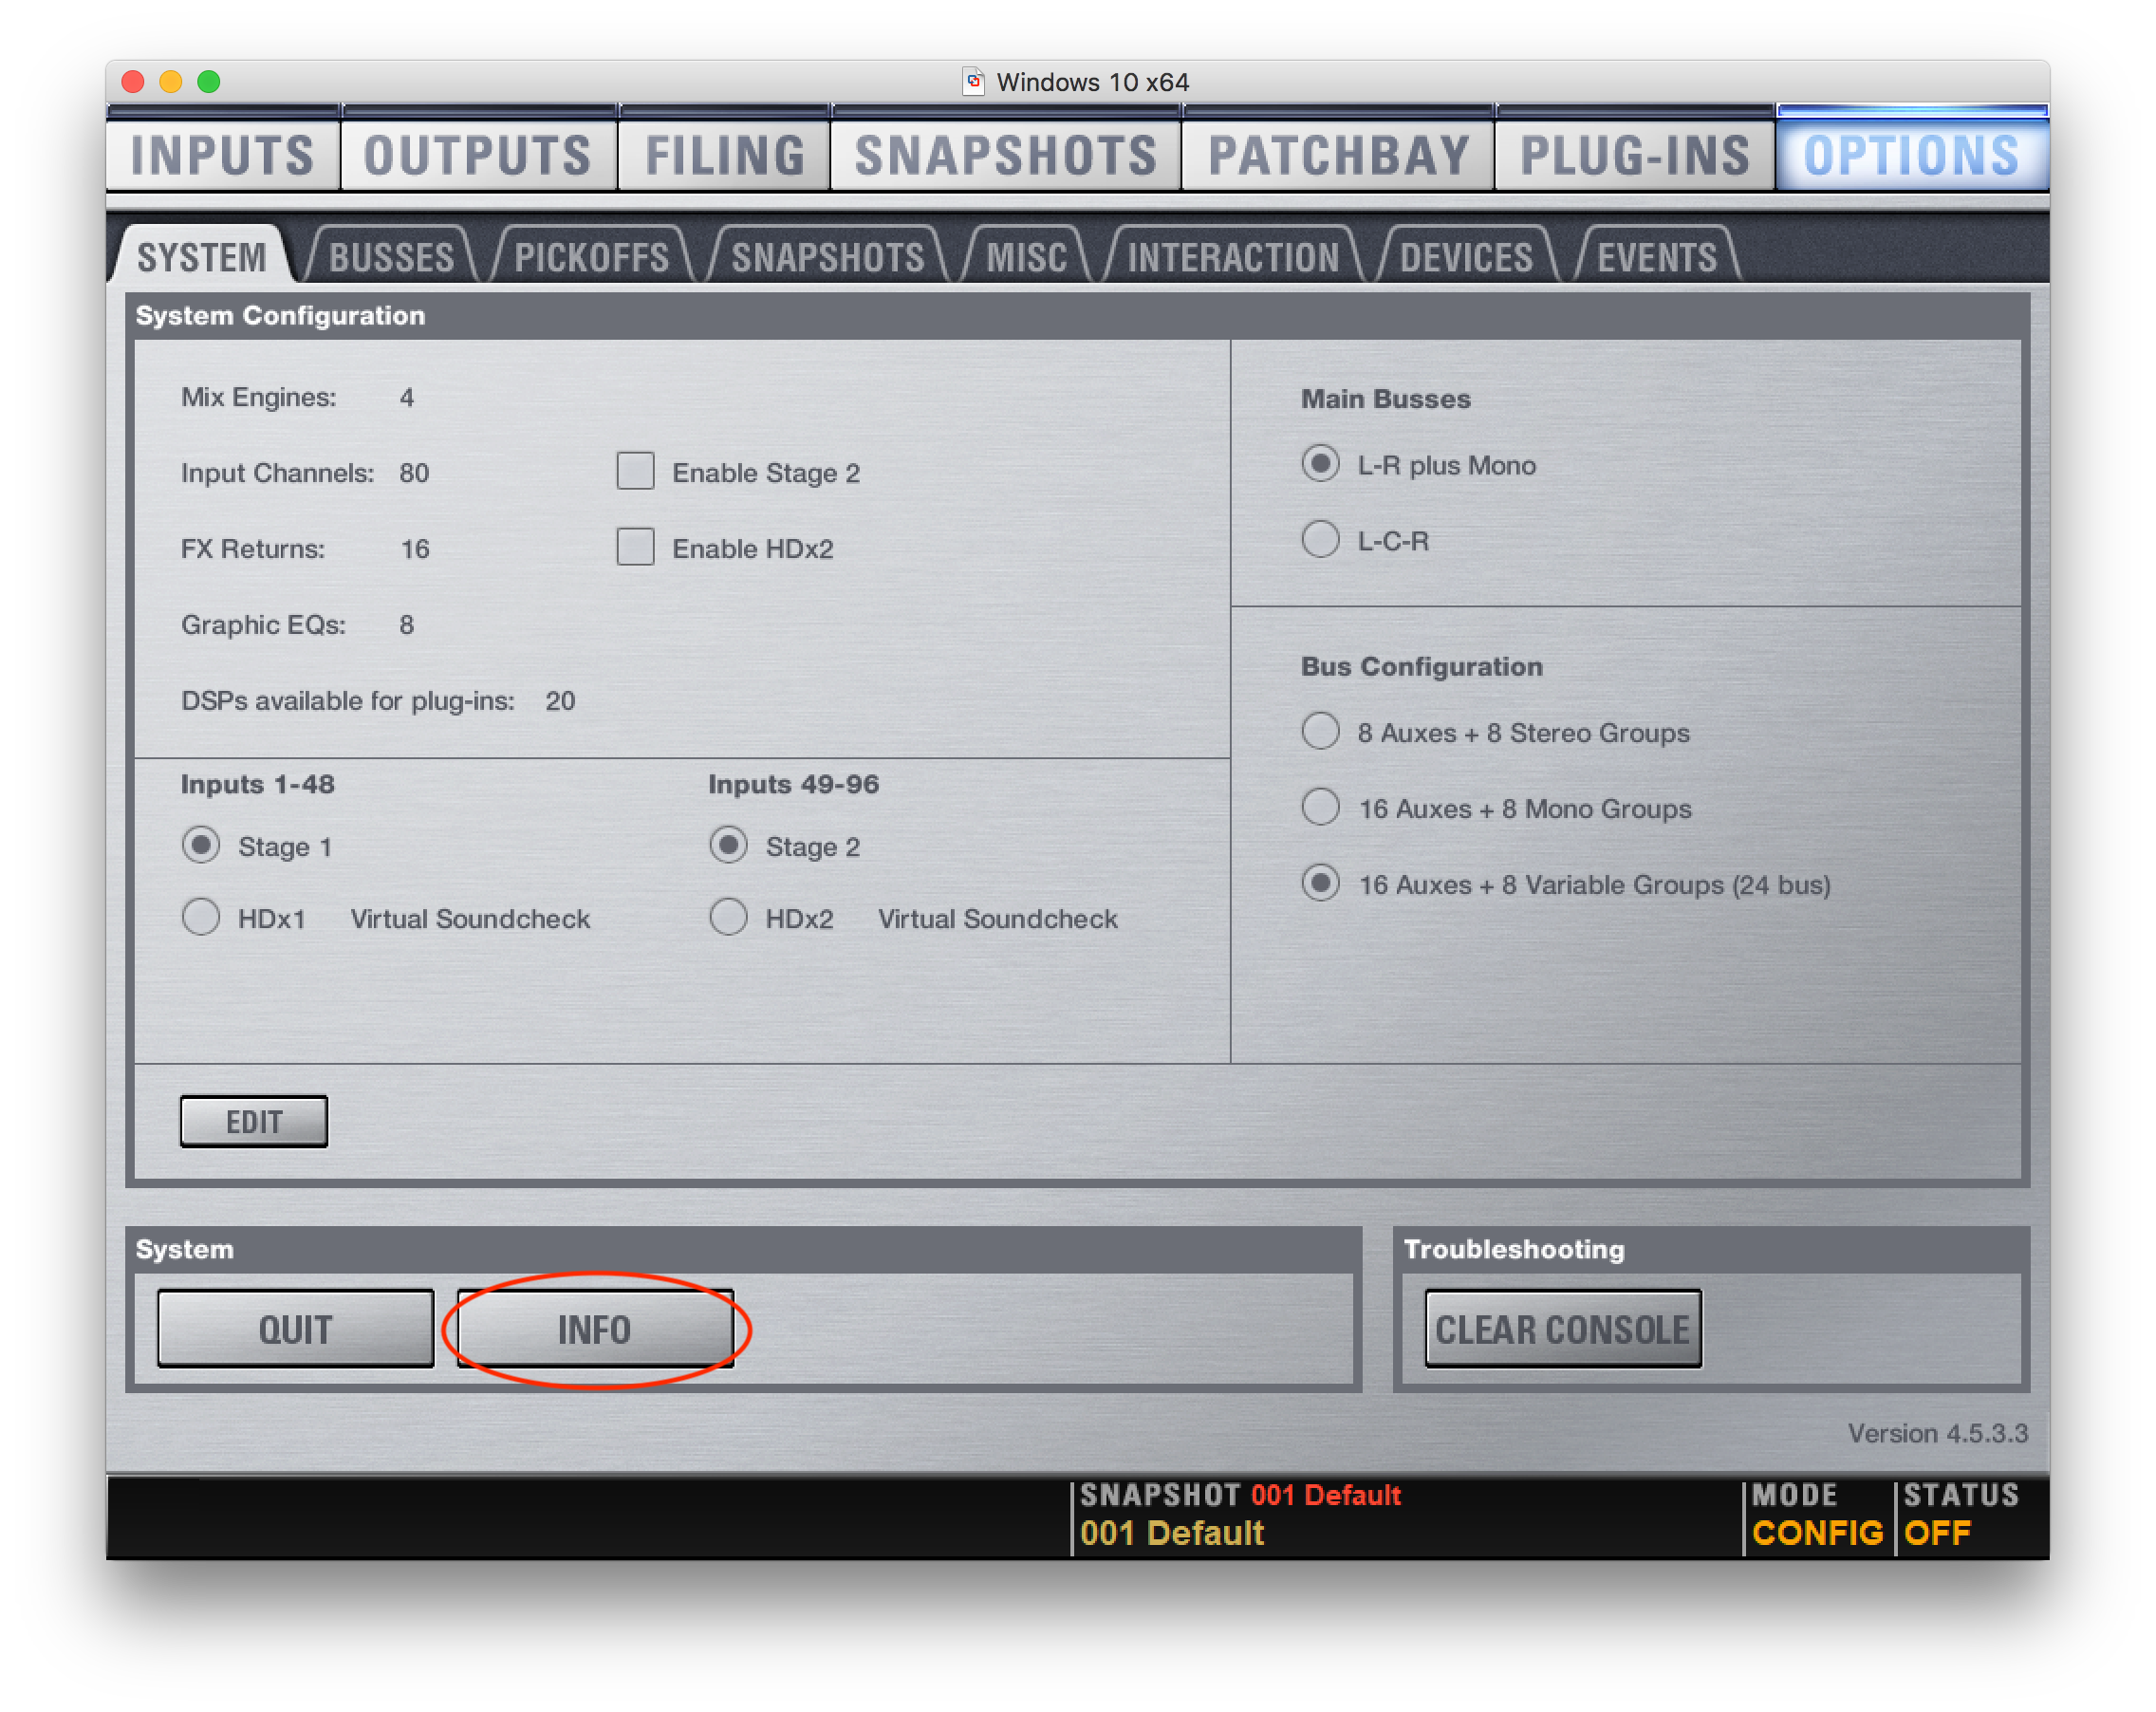 Windows 10 x64
INPUTS OUTPUTS FILING SNAPSHOTS PATCHBAY PLUG-INS OPTIONS
SYSTEM BUSSES PICKOFFS SNAPSHOTS MISC INTERACTION DEVICES EVENTS
System Configuration
Mix Engines: 4
Input Channels: 80 Enable Stage 2
FX Returns: 16 Enable HDx2
Graphic EQs: 8
DSPs available for plug-ins: 20
Inputs 1-48
Stage 1
HDx1 Virtual Soundcheck
Inputs 49-96
Stage 2
HDx2 Virtual Soundcheck
Main Busses
L-R plus Mono
L-C-R
Bus Configuration
8 Auxes + 8 Stereo Groups
16 Auxes + 8 Mono Groups
16 Auxes + 8 Variable Groups (24 bus)
EDIT
System
QUIT INFO
Troubleshooting
CLEAR CONSOLE
Version 4.5.3.3
SNAPSHOT 001 Default
001 Default
MODE
CONFIG
STATUS
OFF